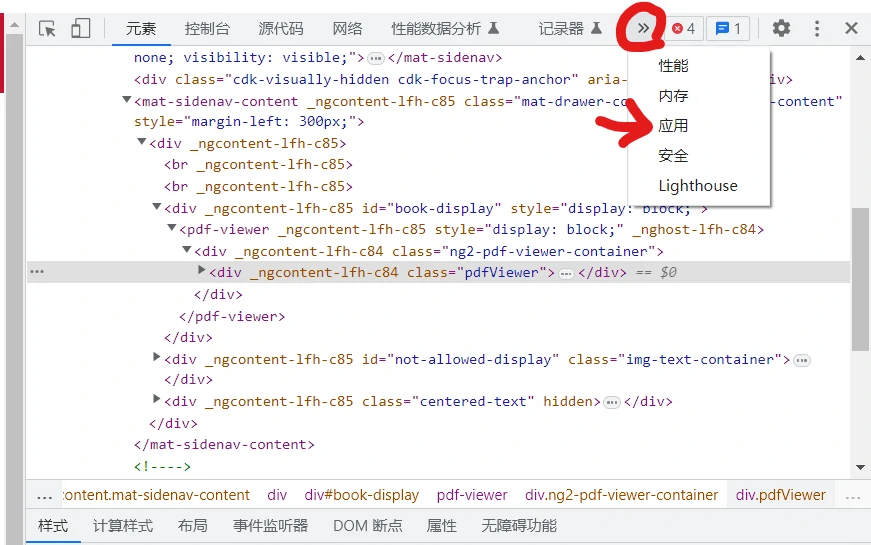 元素 控制台 源代码 网络 性能数据分析 记录器 » 4 1
性能
内存
应用
安全
Lighthouse
none; visibility: visible;">…</mat-sidenav>
<div class="cdk-visually-hidden cdk-focus-trap-anchor" aria- v>
▼<mat-sidenav-content _ngcontent-lfh-c85 class="mat-drawer-co -content"
style="margin-left: 300px;">
▼<div _ngcontent-lfh-c85>
<br _ngcontent-lfh-c85>
<br _ngcontent-lfh-c85>
▼<div _ngcontent-lfh-c85 id="book-display" style="display: block; >
▼<pdf-viewer _ngcontent-lfh-c85 style="display: block;" _nghost-lfh-c84>
▼<div _ngcontent-lfh-c84 class="ng2-pdf-viewer-container">
… ▶<div _ngcontent-lfh-c84 class="pdfViewer">…</div> == $0
</div>
</pdf-viewer>
</div>
▶<div _ngcontent-lfh-c85 id="not-allowed-display" class="img-text-container">…
</div>
▶<div _ngcontent-lfh-c85 class="centered-text" hidden>…</div>
</div>
</mat-sidenav-content>
<!---->
… :ontent.mat-sidenav-content div div#book-display pdf-viewer div.ng2-pdf-viewer-container div.pdfViewer …
样式 计算样式 布局 事件监听器 DOM 断点 属性 无障碍功能